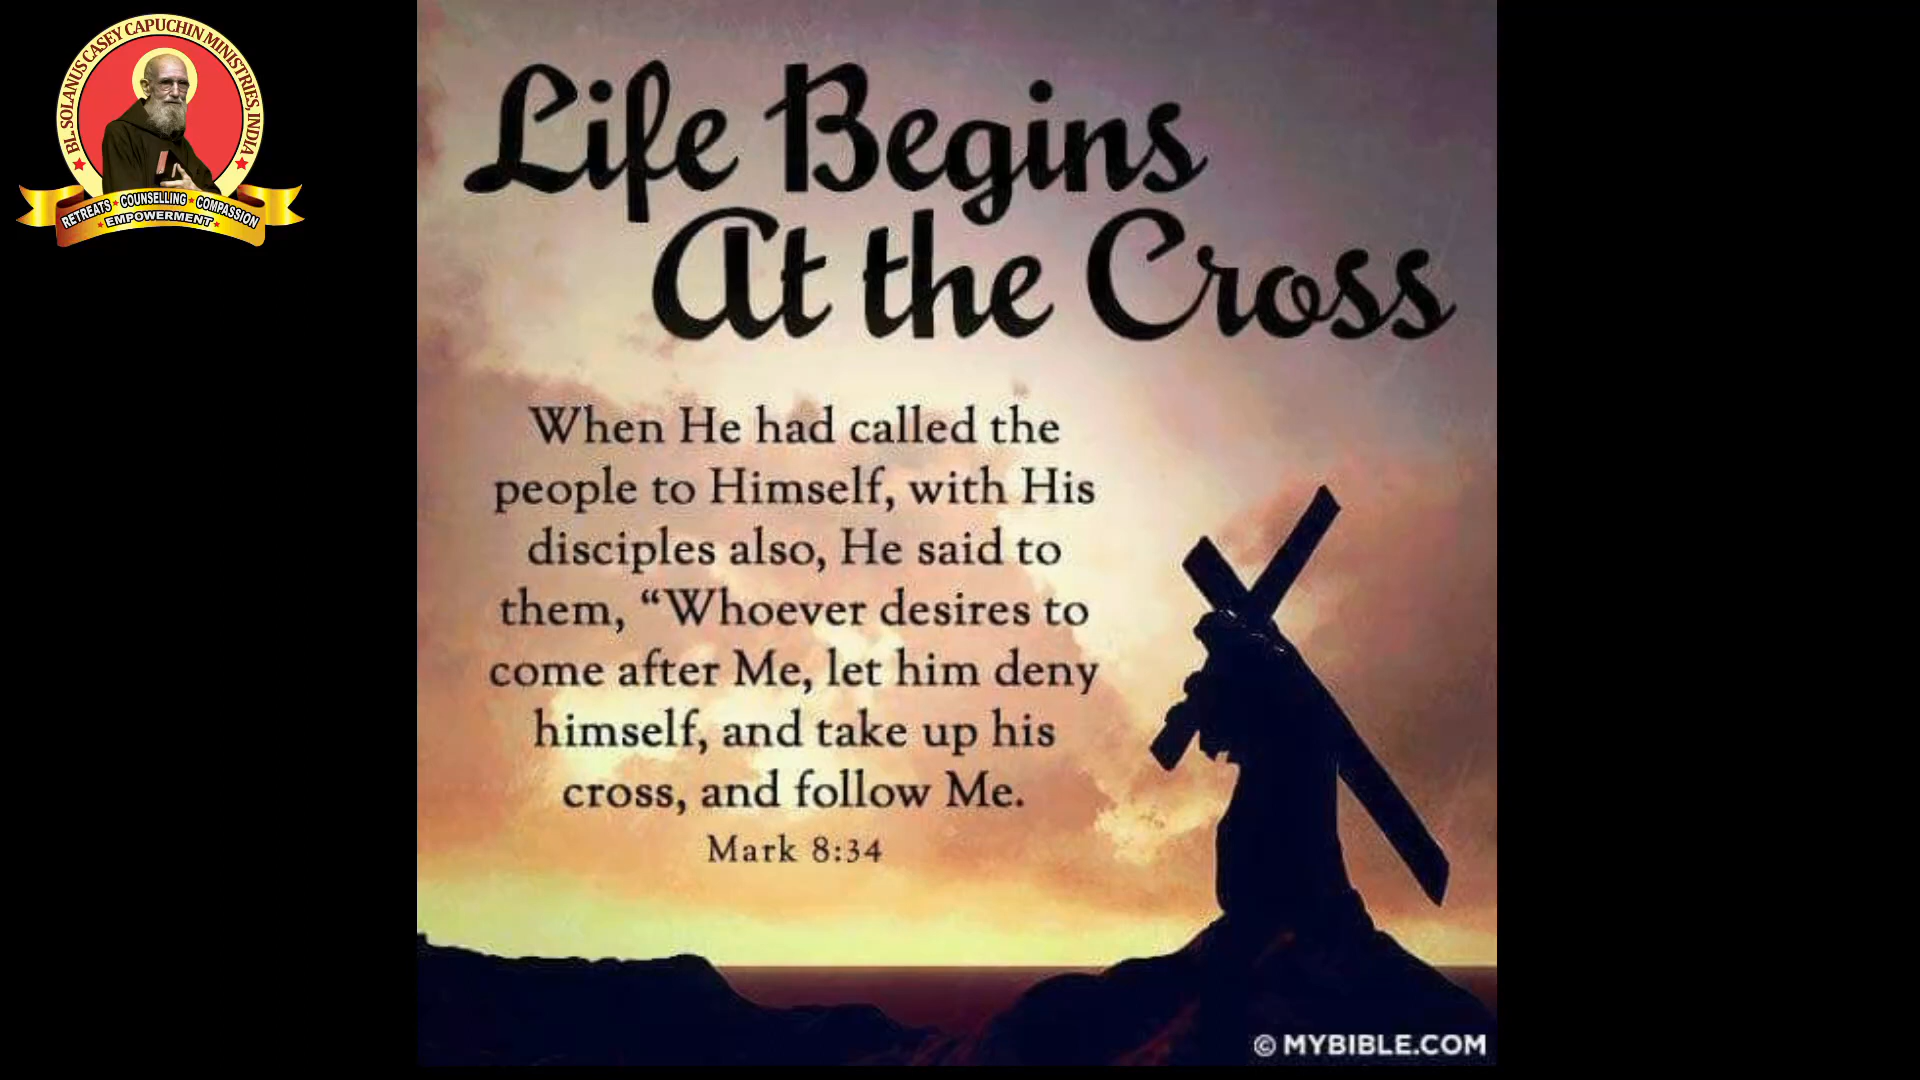 BL. SOLANUS CASEY CAPUCHIN MINISTRIES, INDIA
RETREATS ★ COUNSELLING ★ COMPASSION
★ EMPOWERMENT ★
Life Begins
At the Cross
When He had called the
people to Himself, with His
disciples also, He said to
them, “Whoever desires to
come after Me, let him deny
himself, and take up his
cross, and follow Me.
Mark 8:34
© MYBIBLE.COM